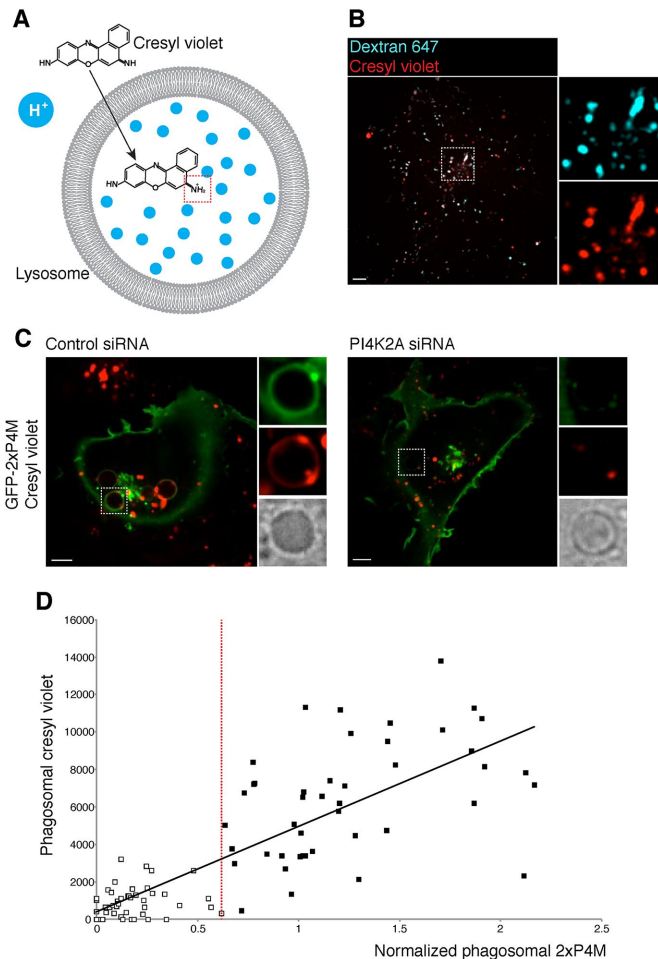 A
Cresyl violet
N
HN
O
NH
H+
N
HN
O
NH₂
+
Lysosome
B
Dextran 647
Cresyl violet
C
Control siRNA
PI4K2A siRNA
GFP-2xP4M
Cresyl violet
D
Phagosomal cresyl violet
16000
14000
12000
10000
8000
6000
4000
2000
0
0
0.5
1
1.5
2
2.5
Normalized phagosomal 2xP4M